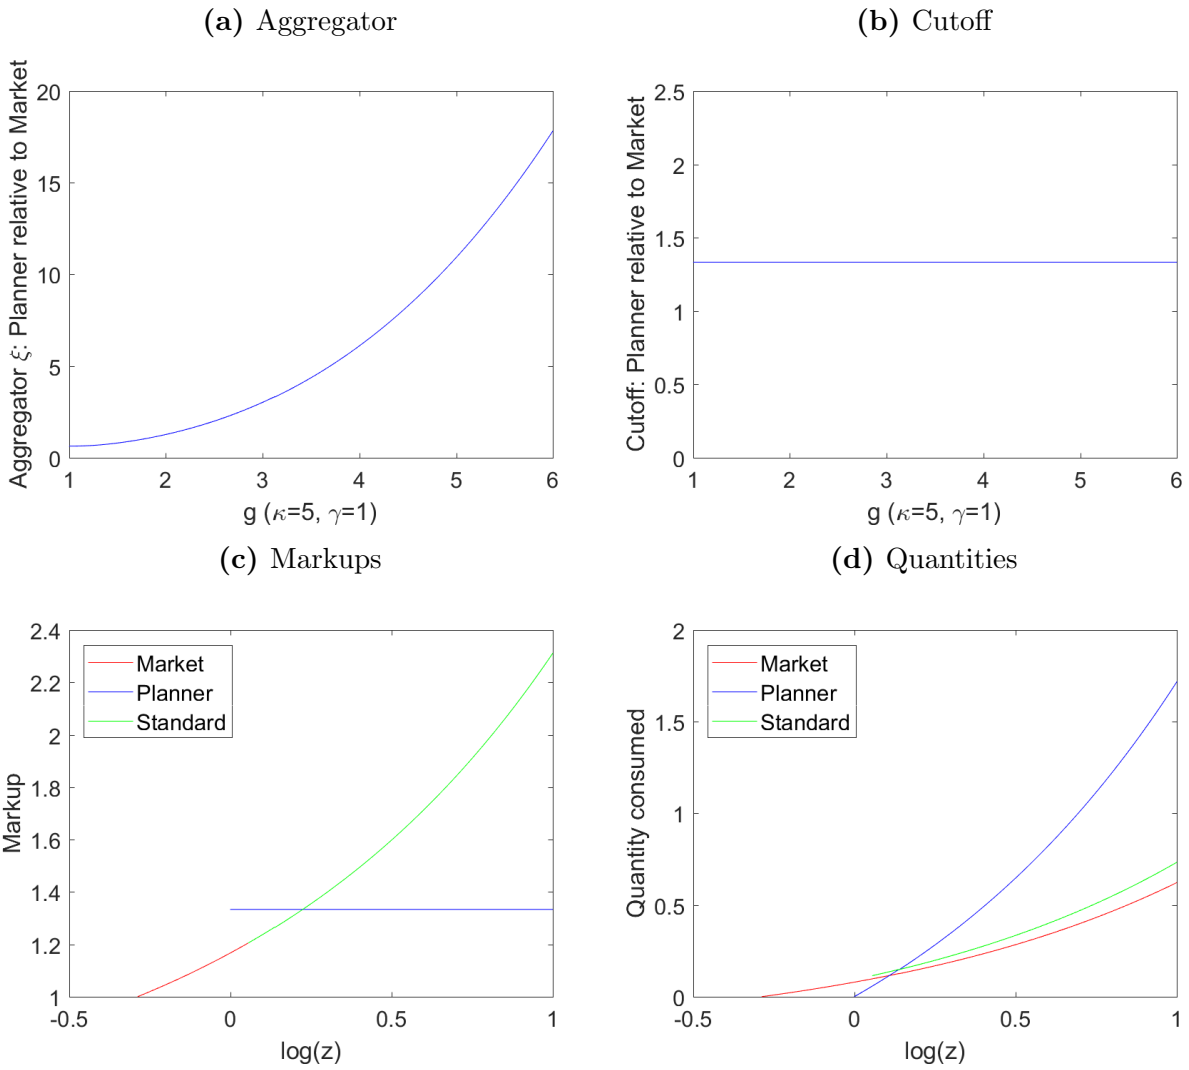 (a) Aggregator
Aggregator ξ: Planner relative to Market
20
15
10
5
0
1 2 3 4 5 6
g (κ=5, γ=1)
(b) Cutoff
Cutoff: Planner relative to Market
2.5
2
1.5
1
0.5
0
1 2 3 4 5 6
g (κ=5, γ=1)
(c) Markups
Markup
2.4
2.2
2
1.8
1.6
1.4
1.2
1
Market
Planner
Standard
-0.5 0 0.5 1
log(z)
(d) Quantities
Quantity consumed
2
1.5
1
0.5
0
Market
Planner
Standard
-0.5 0 0.5 1
log(z)